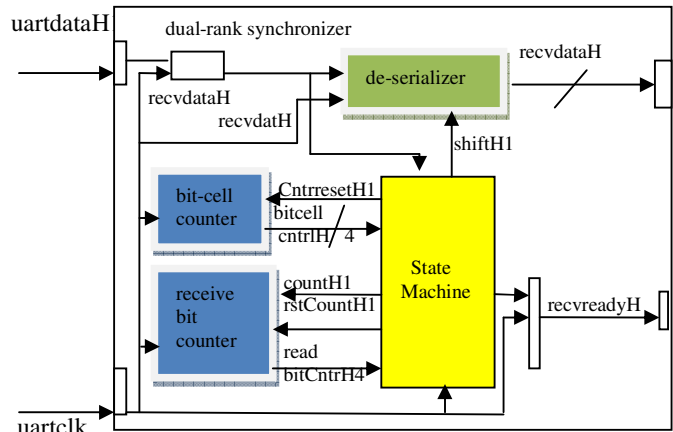 uartdataH
dual-rank synchronizer
recvdataH
de-serializer
recvdataH
recvdatH
shiftH1
bit-cell
counter
CntrresetH1
bitcell
cntrlH 4
State
Machine
receive
bit
counter
countH1
rstCountH1
read
bitCntrH4
recvreadyH
uartclk